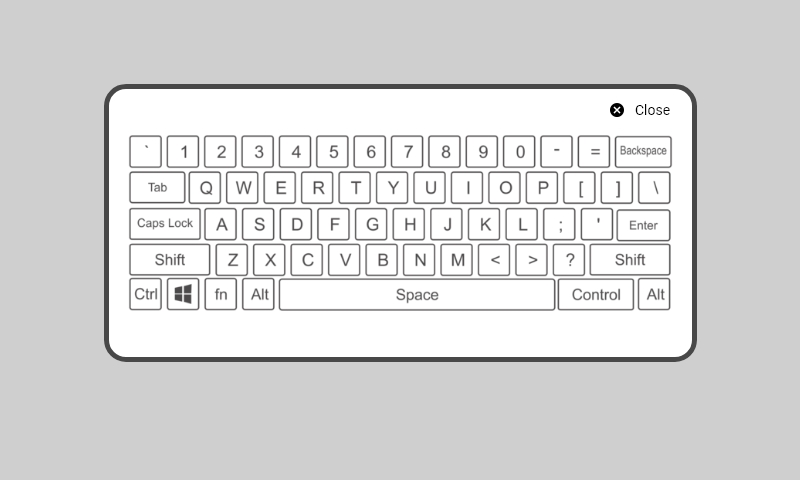 Close
` 1 2 3 4 5 6 7 8 9 0 - = Backspace
Tab Q W E R T Y U I O P [ ] \
Caps Lock A S D F G H J K L ; ' Enter
Shift Z X C V B N M < > ? Shift
Ctrl fn Alt Space Control Alt